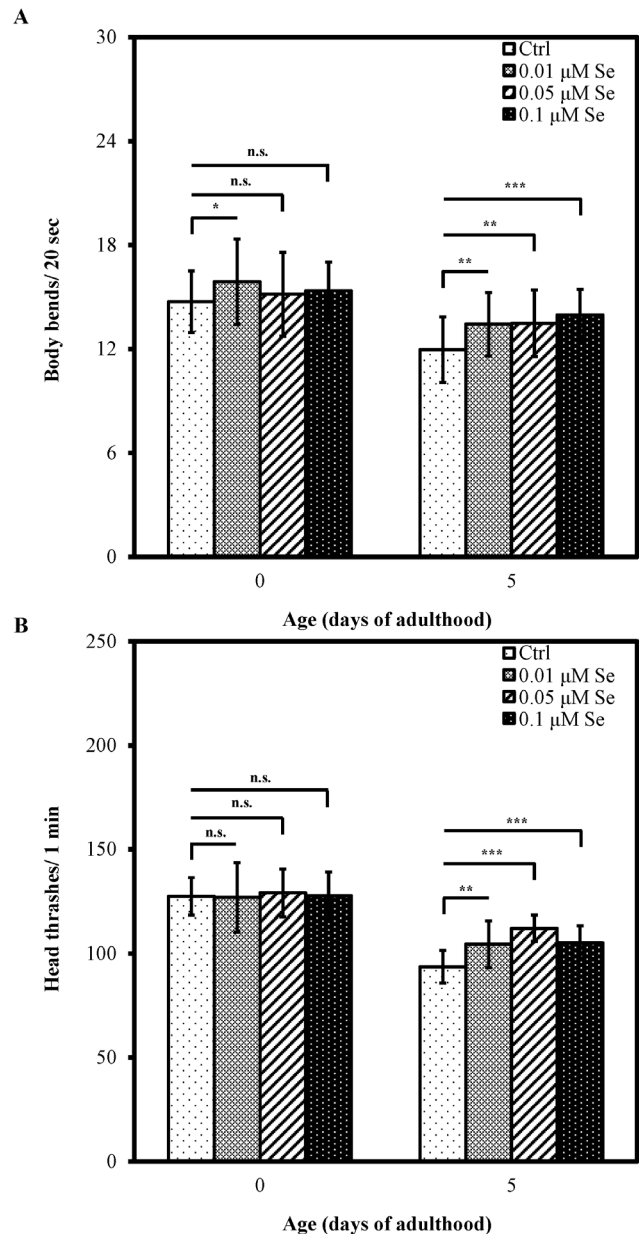 A
30
24
18
12
6
0
Body bends/ 20 sec
Ctrl
0.01 μM Se
0.05 μM Se
0.1 μM Se
n.s.
n.s.
*
***
**
**
0
5
Age (days of adulthood)
B
250
200
150
100
50
0
Head thrashes/ 1 min
Ctrl
0.01 μM Se
0.05 μM Se
0.1 μM Se
n.s.
n.s.
n.s.
***
***
**
0
5
Age (days of adulthood)